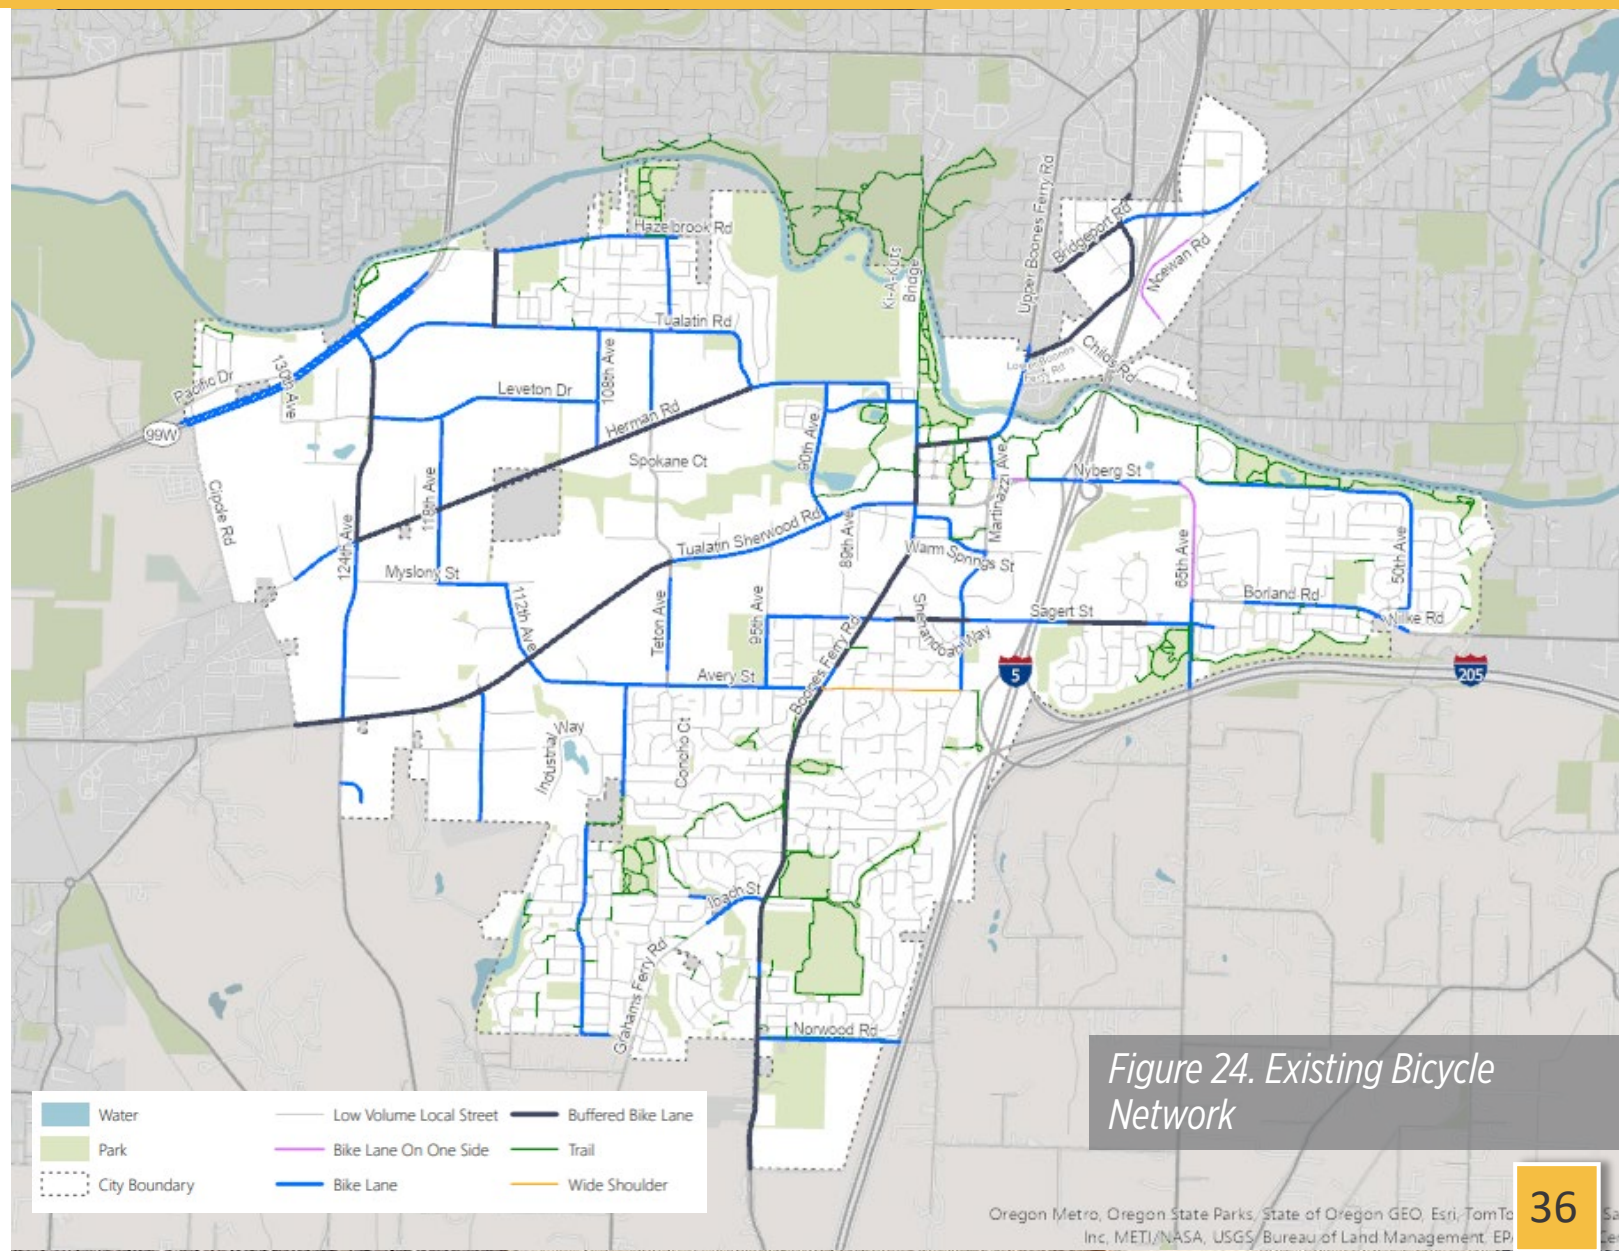 Hazelbrook Rd
Upper Boones Ferry Rd
Bridgeport Rd
Mcewan Rd
Ki-A-Kuts
Bridge
Tualatin Rd
Pacific Dr
130th Ave
108th Ave
Lower Boones
Ferry Rd
Childs Rd
Leveton Dr
99W
Herman Rd
90th Ave
Spokane Ct
Martinazzi Ave
Nyberg St
Cipole Rd
118th Ave
124th Ave
Tualatin Sherwood Rd
89th Ave
Warm Springs St
65th Ave
50th Ave
Myslony St
112th Ave
Teton Ave
95th Ave
Shenandoah Way
Sagert St
Borland Rd
Wilke Rd
Avery St
Boones Ferry Rd
5
205
Industrial Way
Concho Ct
Ibach St
Grahams Ferry Rd
Norwood Rd
Figure 24. Existing Bicycle
Network
Water
Low Volume Local Street
Buffered Bike Lane
Park
Bike Lane On One Side
Trail
City Boundary
Bike Lane
Wide Shoulder
36
Oregon Metro, Oregon State Parks, State of Oregon GEO, Esri, TomTo
Inc, METI/NASA, USGS, Bureau of Land Management, EP